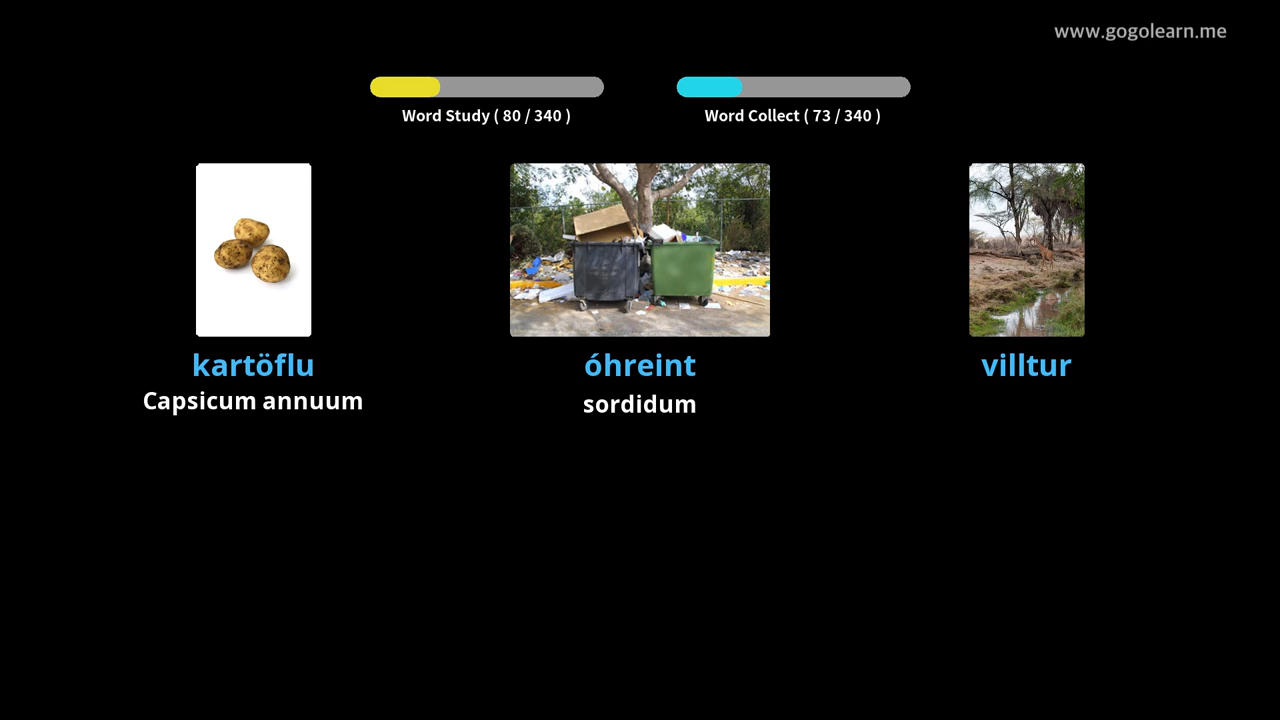 www.gogolearn.me
Word Study ( 80 / 340 )
Word Collect ( 73 / 340 )
kartöflu
Capsicum annuum
óhreint
sordidum
villtur